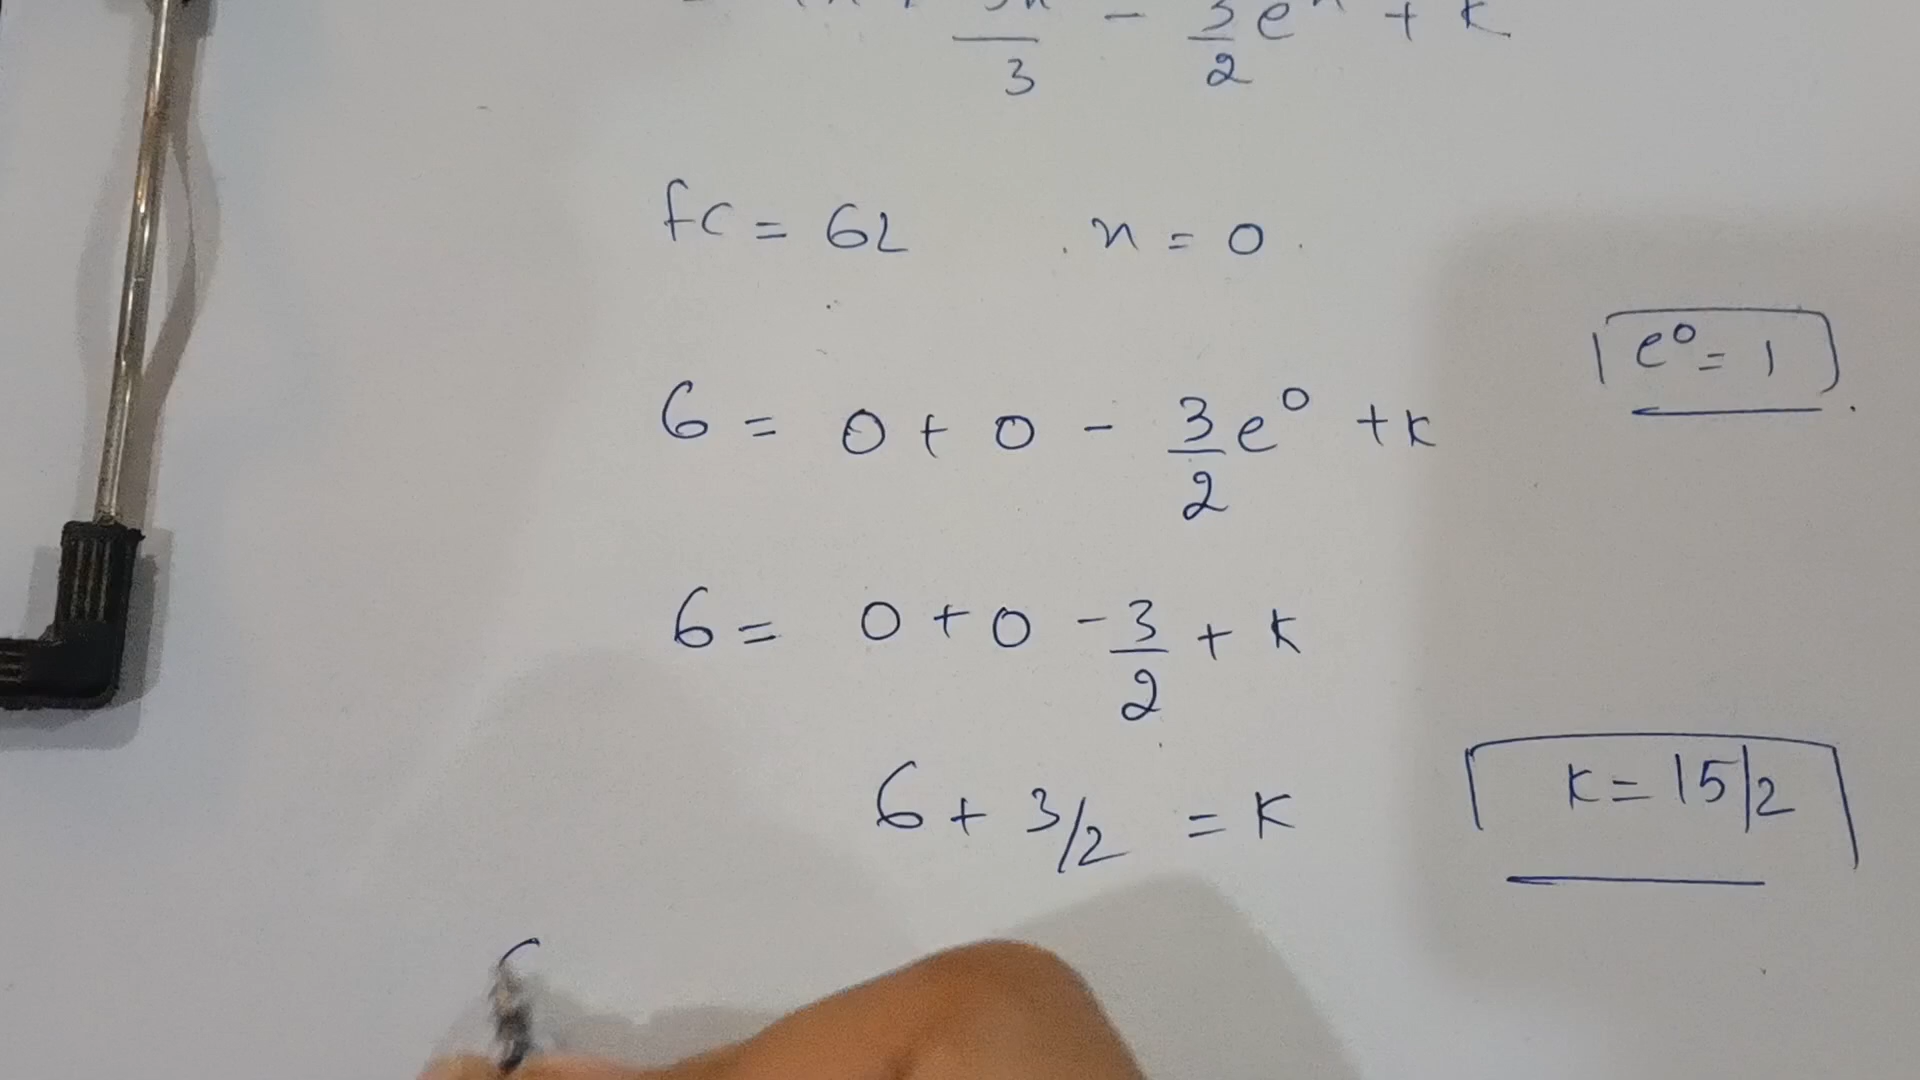 3 - 3/2 e + k
fc = 6L . n = 0 .
e⁰ = 1
6 = 0 + 0 - 3/2 e⁰ + k
6 = 0 + 0 - 3/2 + k
6 + 3/2 = k
k = 15/2